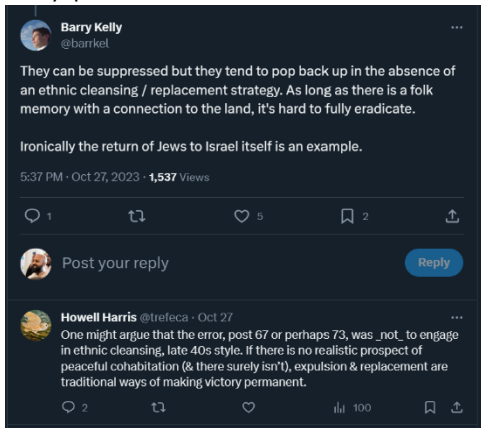 Barry Kelly
@barrkel
They can be suppressed but they tend to pop back up in the absence of
an ethnic cleansing / replacement strategy. As long as there is a folk
memory with a connection to the land, it's hard to fully eradicate.
Ironically the return of Jews to Israel itself is an example.
5:37 PM · Oct 27, 2023 · 1,537 Views
1 5 2
Post your reply
Reply
Howell Harris @trefeca · Oct 27
One might argue that the error, post 67 or perhaps 73, was _not_ to engage
in ethnic cleansing, late 40s style. If there is no realistic prospect of
peaceful cohabitation (& there surely isn't), expulsion & replacement are
traditional ways of making victory permanent.
2 100